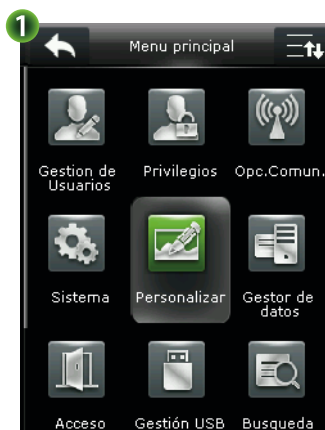 1
Menu principal
Gestion de Usuarios
Privilegios
Opc.Comun.
Sistema
Personalizar
Gestor de datos
Acceso
Gestión USB
Busqueda